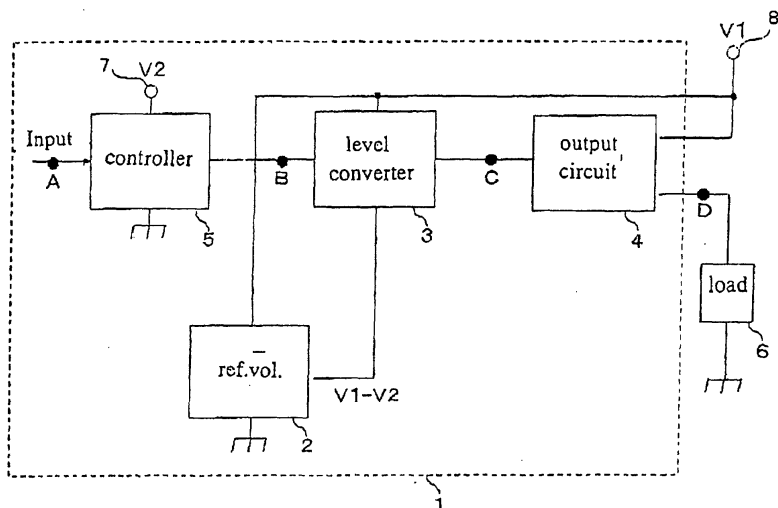 8
7
V2
V1
Input
A
controller
B
level
converter
C
output
circuit
D
5
3
4
load
6
ref.vol.
V1-V2
2
1